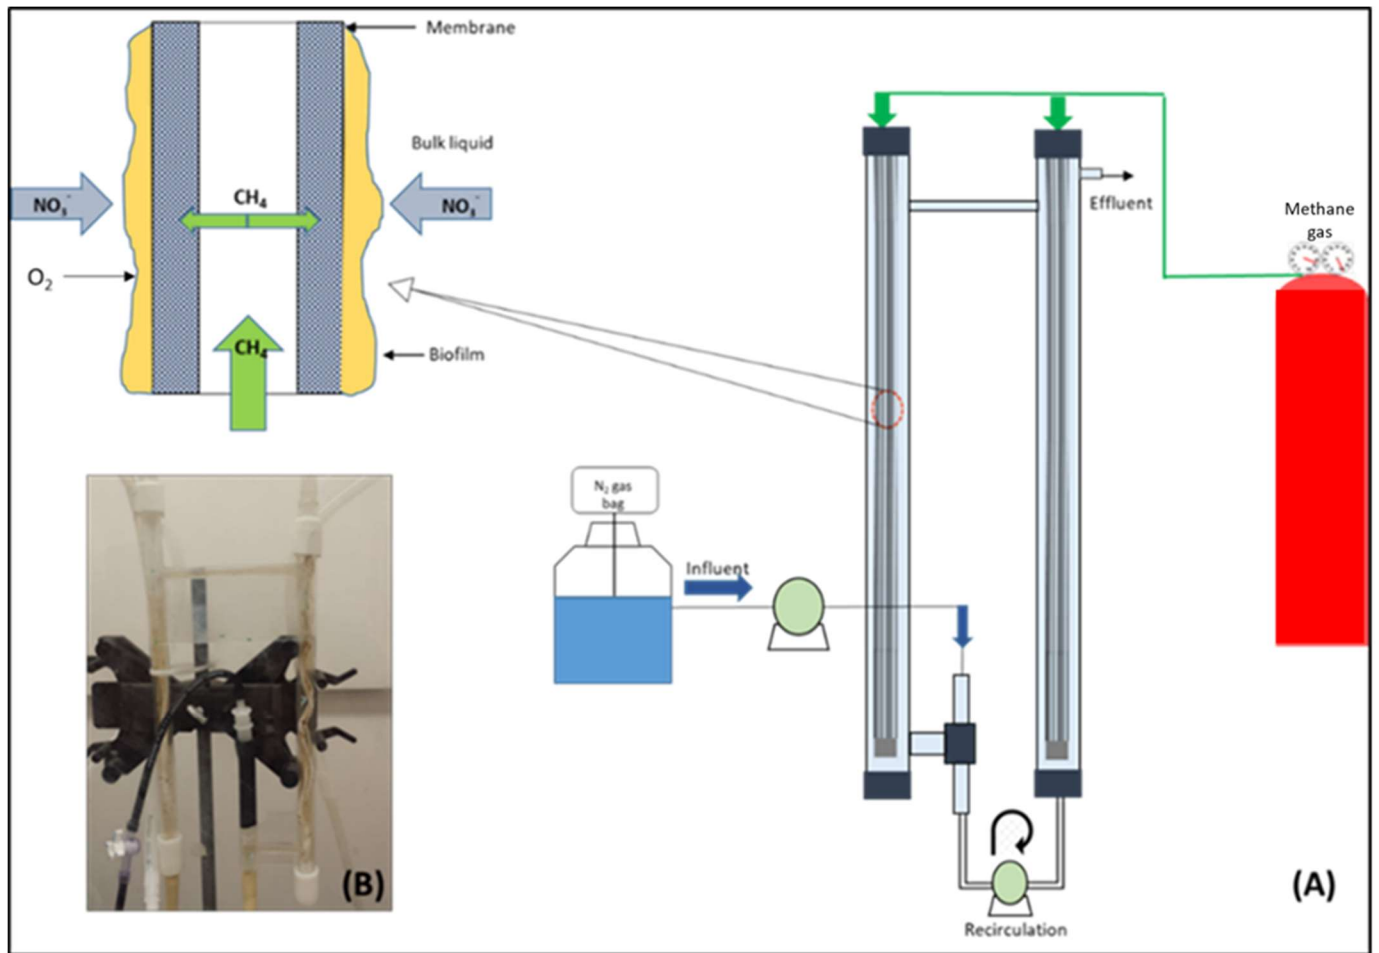 Membrane
Bulk liquid
CH₄
NO₃⁻
NO₃⁻
O₂
CH₄
Biofilm
Effluent
Methane
gas
N₂ gas
bag
Influent
Recirculation
(B)
(A)